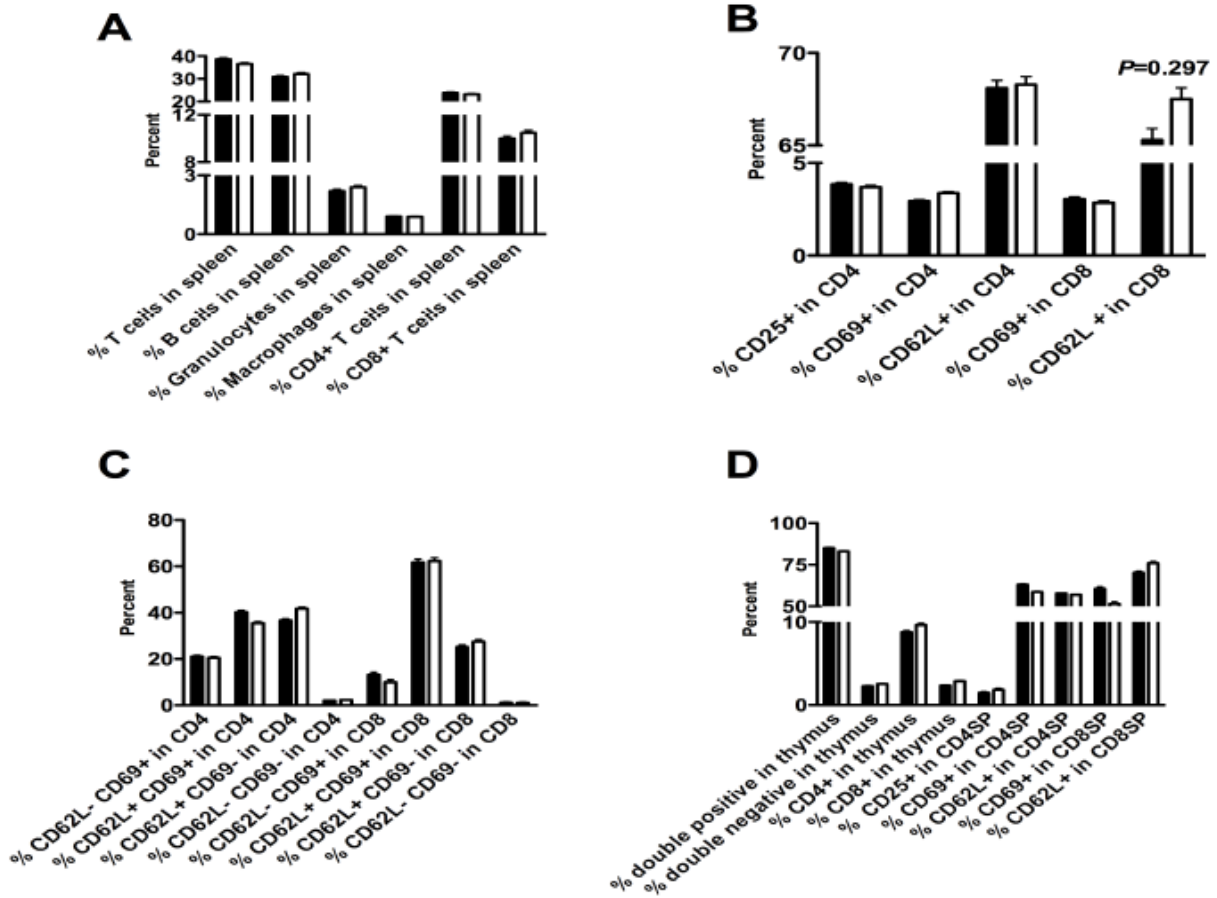 A
40
30
20
12
8
3
0
Percent
% T cells in spleen
% B cells in spleen
% Granulocytes in spleen
% Macrophages in spleen
% CD4+ T cells in spleen
% CD8+ T cells in spleen
B
70
65
5
0
Percent
P=0.297
% CD25+ in CD4
% CD69+ in CD4
% CD62L+ in CD4
% CD69+ in CD8
% CD62L + in CD8
C
80
60
40
20
0
Percent
% CD62L- CD69+ in CD4
% CD62L+ CD69+ in CD4
% CD62L+ CD69- in CD4
% CD62L- CD69- in CD4
% CD62L- CD69+ in CD8
% CD62L+ CD69+ in CD8
% CD62L+ CD69- in CD8
% CD62L- CD69- in CD8
D
100
75
50
10
0
Percent
% double positive in thymus
% double negative in thymus
% CD4+ in thymus
% CD8+ in thymus
% CD25+ in CD4SP
% CD69+ in CD4SP
% CD62L+ in CD4SP
% CD69+ in CD8SP
% CD62L+ in CD8SP